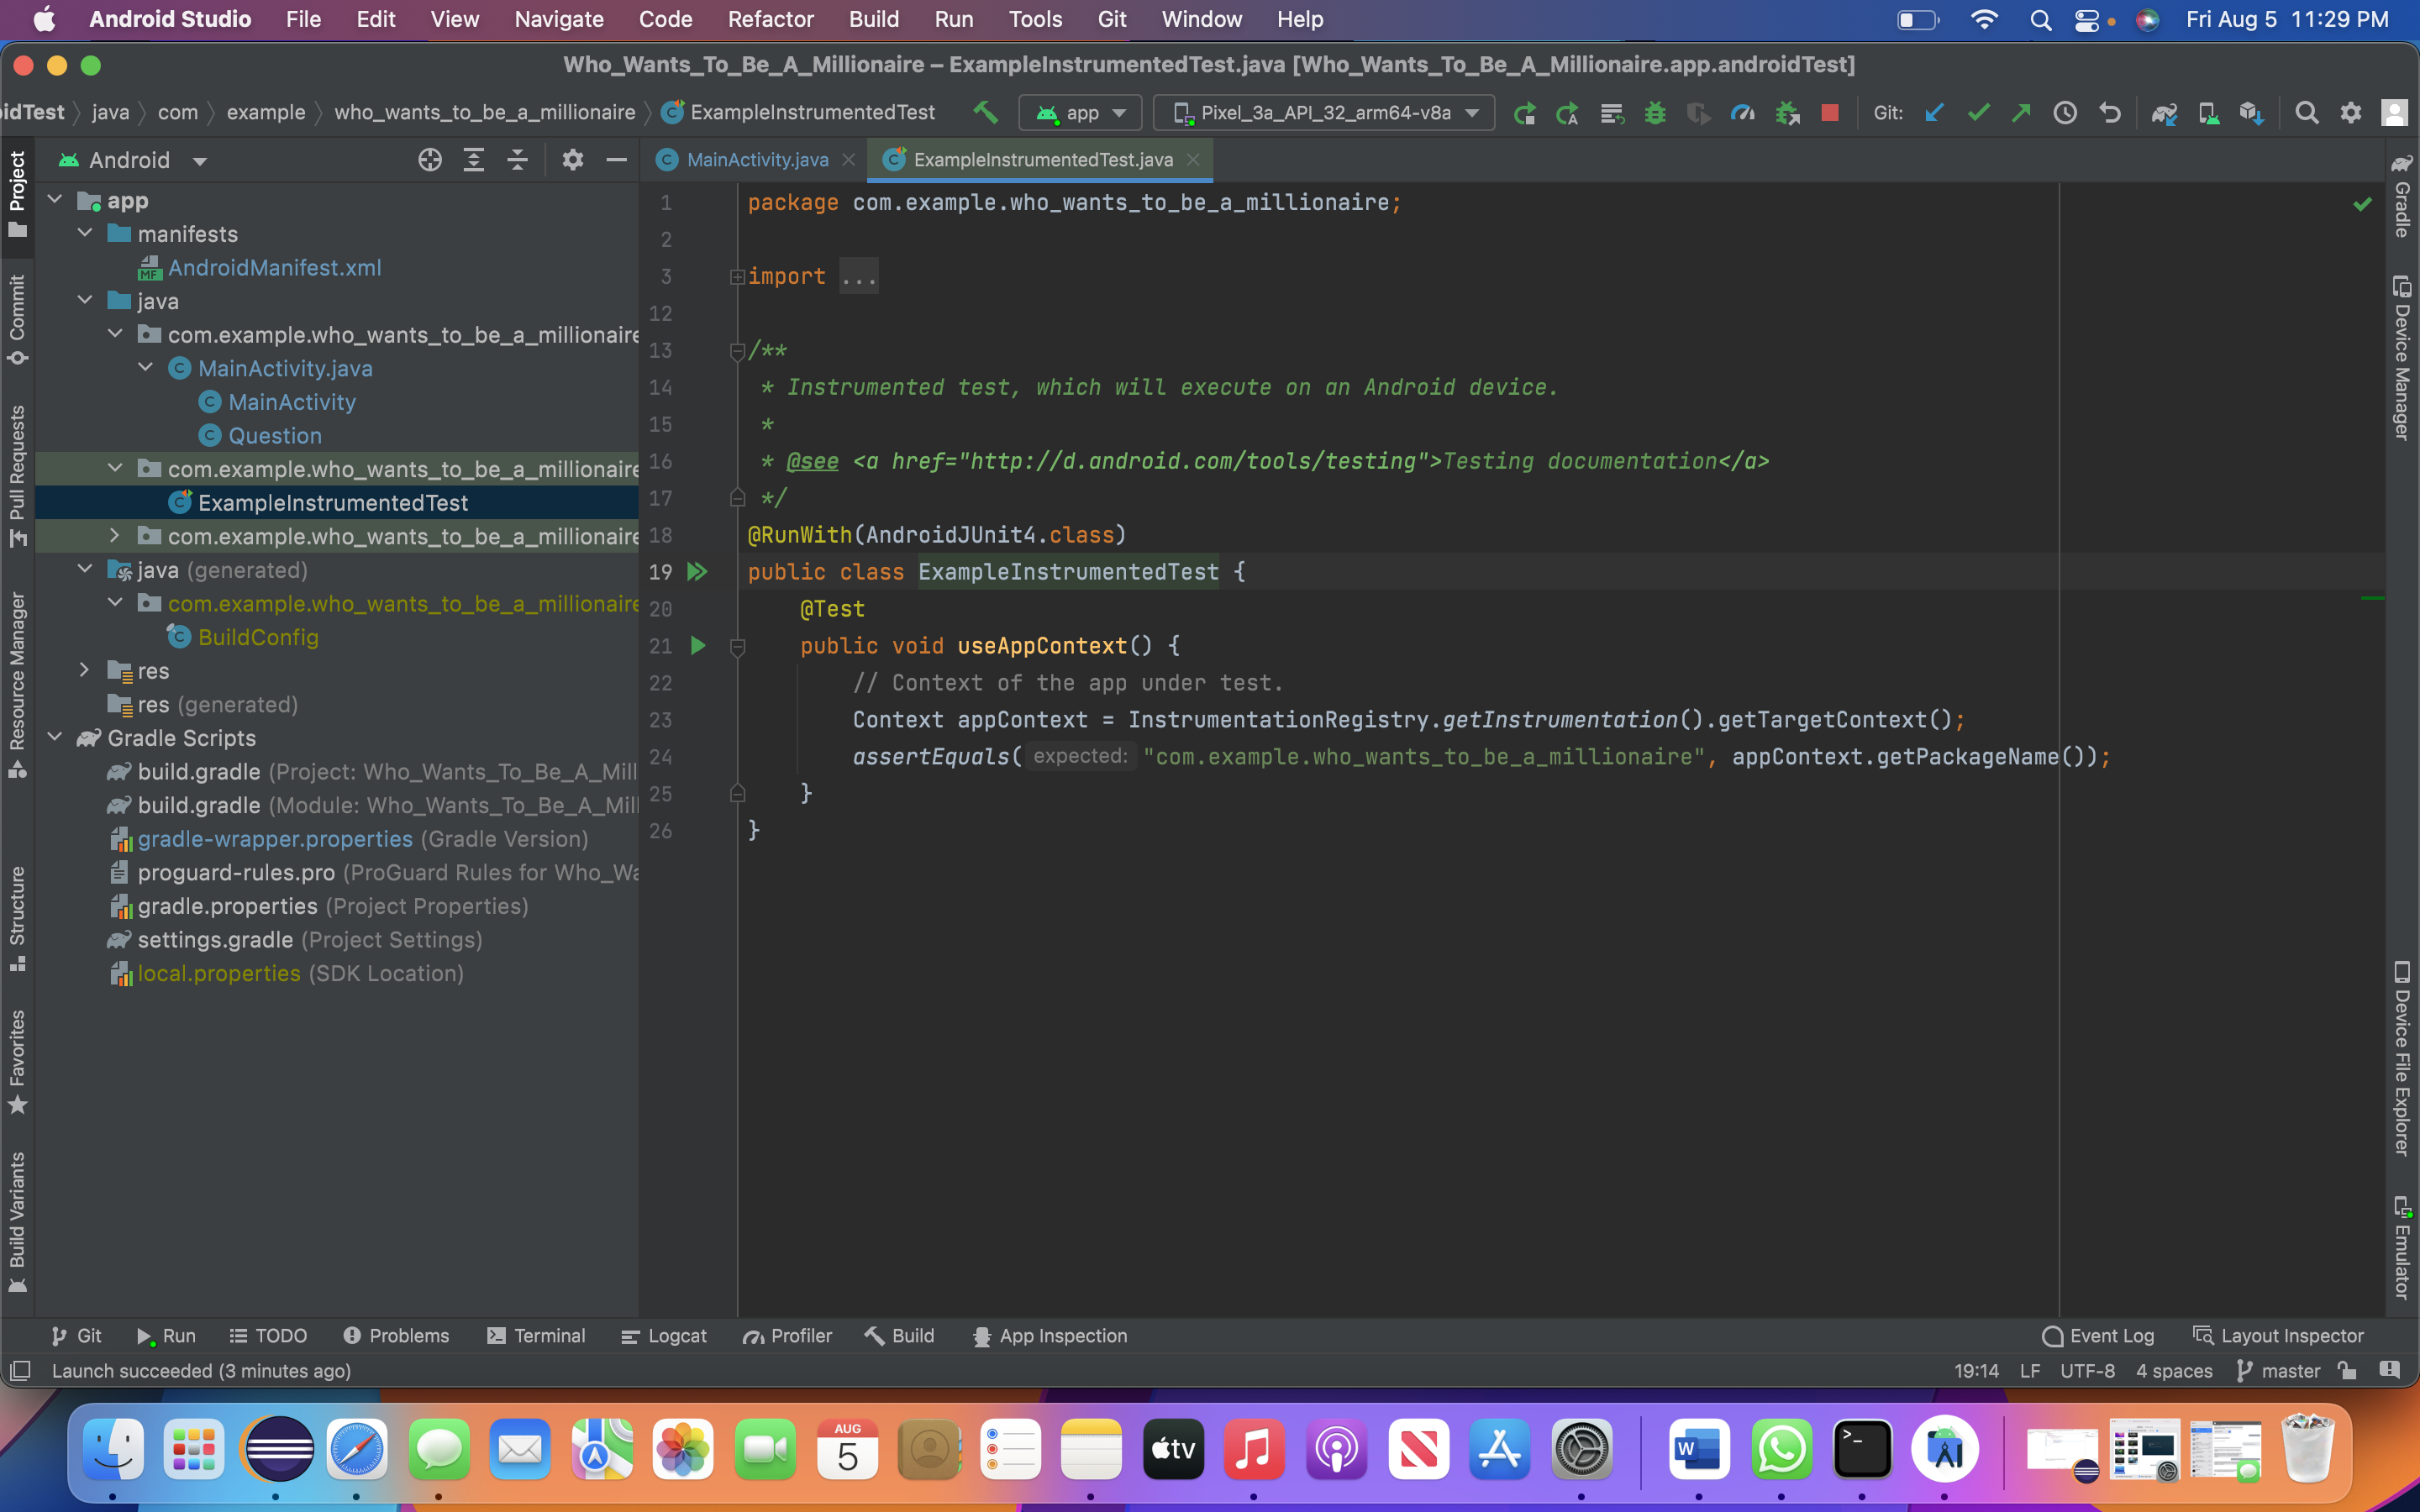 Android Studio File Edit View Navigate Code Refactor Build Run Tools Git Window Help Fri Aug 5 11:29 PM
Who_Wants_To_Be_A_Millionaire – ExampleInstrumentedTest.java [Who_Wants_To_Be_A_Millionaire.app.androidTest]
idTest java com example who_wants_to_be_a_millionaire ExampleInstrumentedTest app Pixel_3a_API_32_arm64-v8a Git:
Android
MainActivity.java ExampleInstrumentedTest.java
Project
Commit
Pull Requests
Resource Manager
Structure
Favorites
Build Variants
app
manifests
AndroidManifest.xml
java
com.example.who_wants_to_be_a_millionaire
MainActivity.java
MainActivity
Question
com.example.who_wants_to_be_a_millionaire
ExampleInstrumentedTest
com.example.who_wants_to_be_a_millionaire
java (generated)
com.example.who_wants_to_be_a_millionaire
BuildConfig
res
res (generated)
Gradle Scripts
build.gradle (Project: Who_Wants_To_Be_A_Mill
build.gradle (Module: Who_Wants_To_Be_A_Mill
gradle-wrapper.properties (Gradle Version)
proguard-rules.pro (ProGuard Rules for Who_Wa
gradle.properties (Project Properties)
settings.gradle (Project Settings)
local.properties (SDK Location)
1 package com.example.who_wants_to_be_a_millionaire;
2
3 import ...
12
13 /**
14 * Instrumented test, which will execute on an Android device.
15 *
16 * @see <a href="http://d.android.com/tools/testing">Testing documentation</a>
17 */
18 @RunWith(AndroidJUnit4.class)
19 public class ExampleInstrumentedTest {
20 @Test
21 public void useAppContext() {
22 // Context of the app under test.
23 Context appContext = InstrumentationRegistry.getInstrumentation().getTargetContext();
24 assertEquals( expected: "com.example.who_wants_to_be_a_millionaire", appContext.getPackageName());
25 }
26 }
Gradle
Device Manager
Device File Explorer
Emulator
Git Run TODO Problems Terminal Logcat Profiler Build App Inspection Event Log Layout Inspector
Launch succeeded (3 minutes ago) 19:14 LF UTF-8 4 spaces master
AUG
5
tv
W